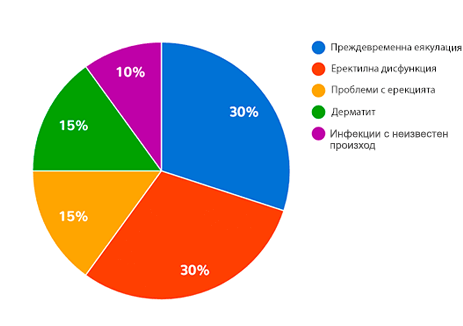 10%
30%
15%
15%
30%
Преждевременна еякулация
Еректилна дисфункция
Проблеми с ерекцията
Дерматит
Инфекции с неизвестен
произход